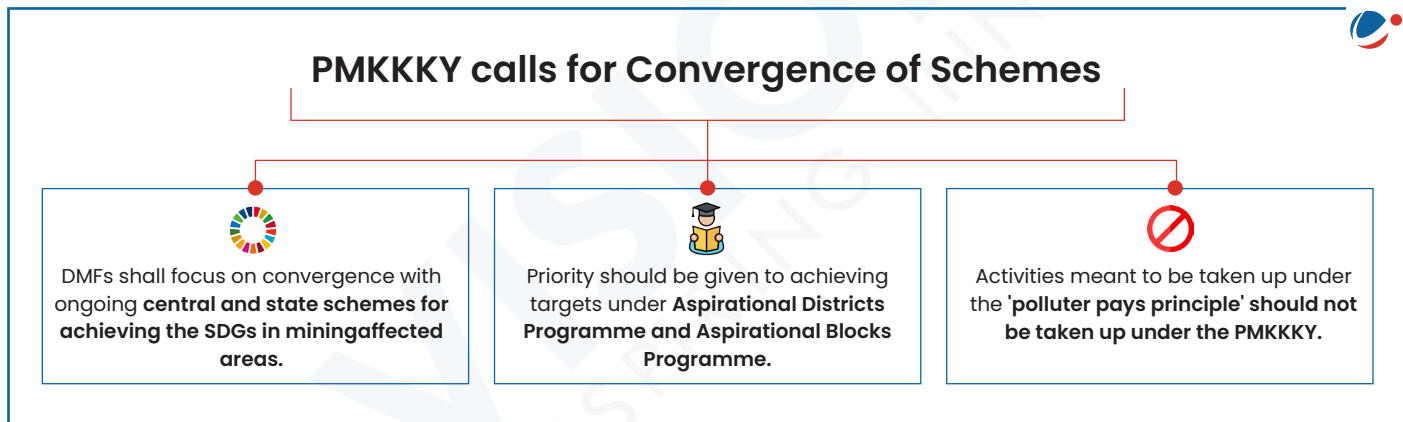 PMKKKY calls for Convergence of Schemes
DMFs shall focus on convergence with
ongoing central and state schemes for
achieving the SDGs in miningaffected
areas.
Priority should be given to achieving
targets under Aspirational Districts
Programme and Aspirational Blocks
Programme.
Activities meant to be taken up under
the 'polluter pays principle' should not
be taken up under the PMKKKY.